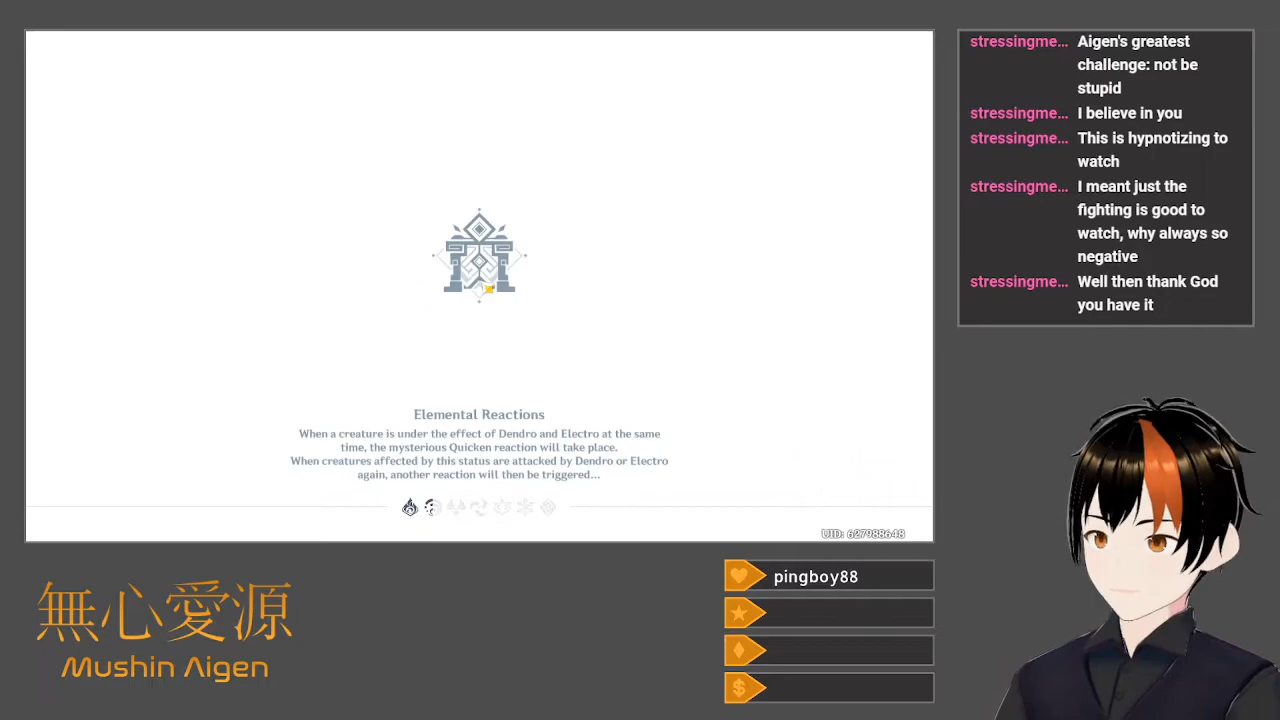 Elemental Reactions
When a creature is under the effect of Dendro and Electro at the same
time, the mysterious Quicken reaction will take place.
When creatures affected by this status are attacked by Dendro or Electro
again, another reaction will then be triggered...
UID: 627988648
stressingme... Aigen's greatest
challenge: not be
stupid
stressingme... I believe in you
stressingme... This is hypnotizing to
watch
stressingme... I meant just the
fighting is good to
watch, why always so
negative
stressingme... Well then thank God
you have it
無心愛源
Mushin Aigen
pingboy88